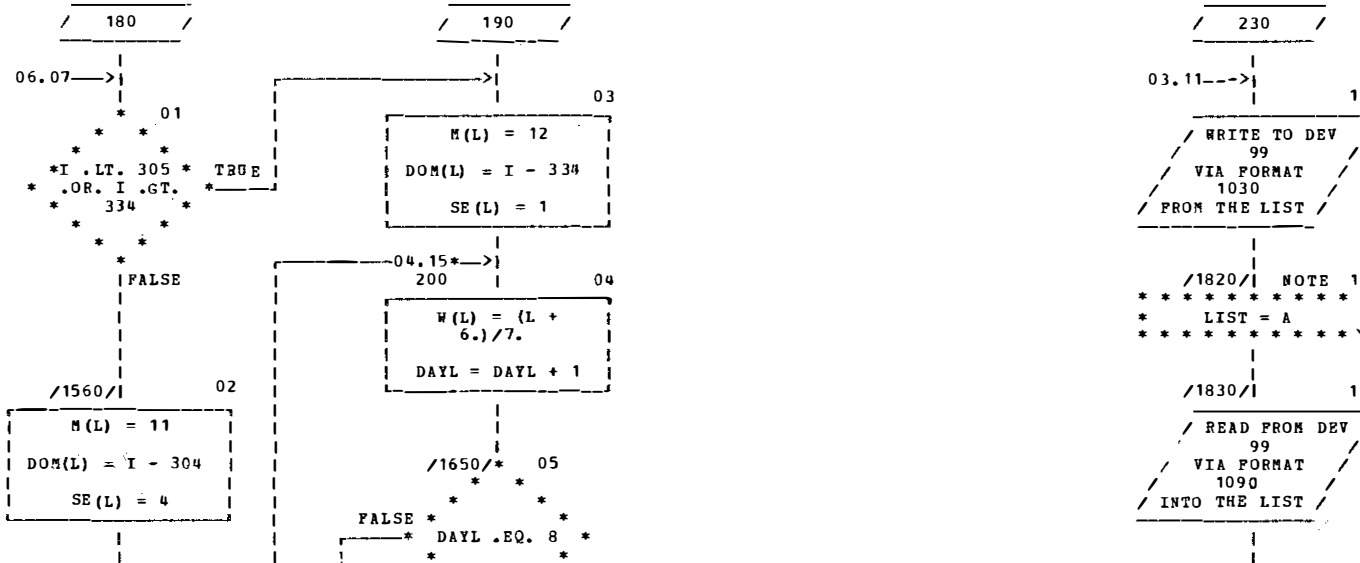 / 180 /
06.07-->
01
*I .LT. 305 *
* .OR. I .GT. *
334
TRUE
FALSE
/1560/
02
M(L) = 11
DOM(L) = I - 304
SE(L) = 4
/ 190 /
03
M(L) = 12
DOM(L) = I - 334
SE(L) = 1
04.15*-->
200
04
W(L) = (L +
6.)/7.
DAYL = DAYL + 1
/1650/*
05
FALSE
* DAYL .EQ. 8 *
/ 230 /
03.11--->
1
/ WRITE TO DEV
99
VIA FORMAT
1030
/ FROM THE LIST /
/1820/
NOTE 1
* * * * * * * * * *
* LIST = A
* * * * * * * * * *
/1830/
1
/ READ FROM DEV
99
VIA FORMAT
1090
/ INTO THE LIST /